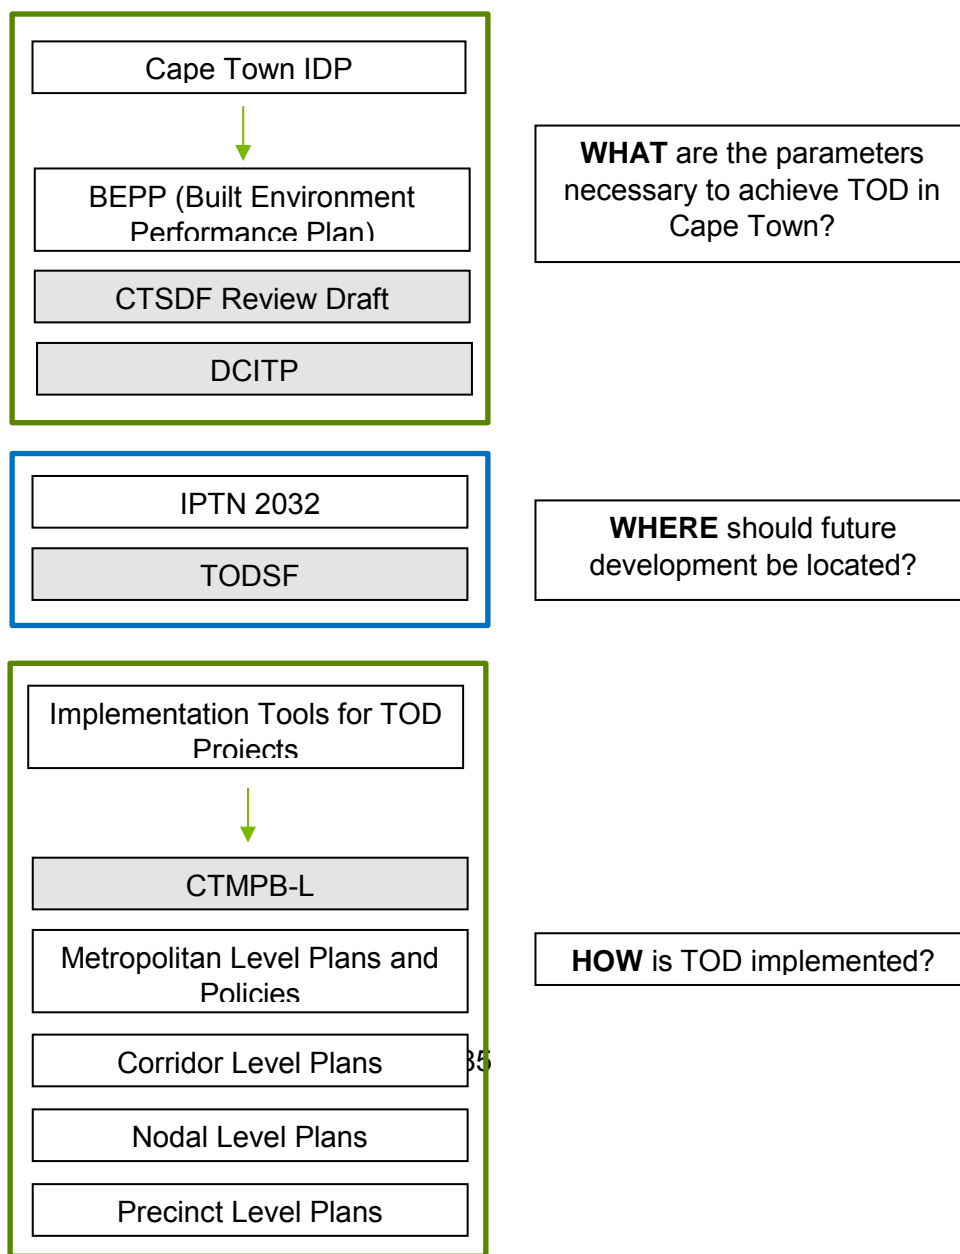 Cape Town IDP
BEPP (Built Environment
Performance Plan)
CTSDF Review Draft
DCITP
WHAT are the parameters
necessary to achieve TOD in
Cape Town?
IPTN 2032
TODSF
WHERE should future
development be located?
Implementation Tools for TOD
Projects
CTMPB-L
Metropolitan Level Plans and
Policies
Corridor Level Plans
35
Nodal Level Plans
Precinct Level Plans
HOW is TOD implemented?